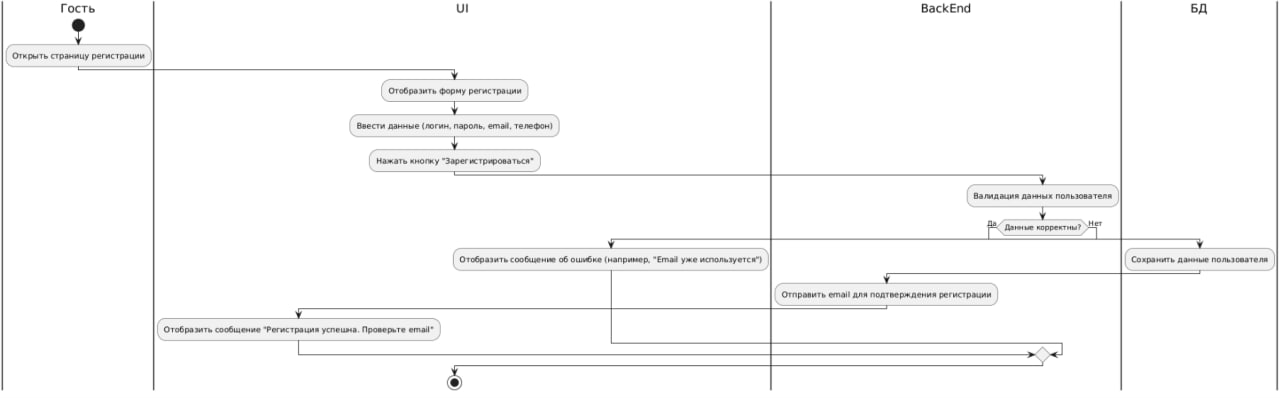 Гость
UI
BackEnd
БД
Открыть страницу регистрации
Отобразить форму регистрации
Ввести данные (логин, пароль, email, телефон)
Нажать кнопку "Зарегистрироваться"
Валидация данных пользователя
Да
Данные корректны?
Нет
Отобразить сообщение об ошибке (например, "Email уже используется")
Сохранить данные пользователя
Отправить email для подтверждения регистрации
Отобразить сообщение "Регистрация успешна. Проверьте email"